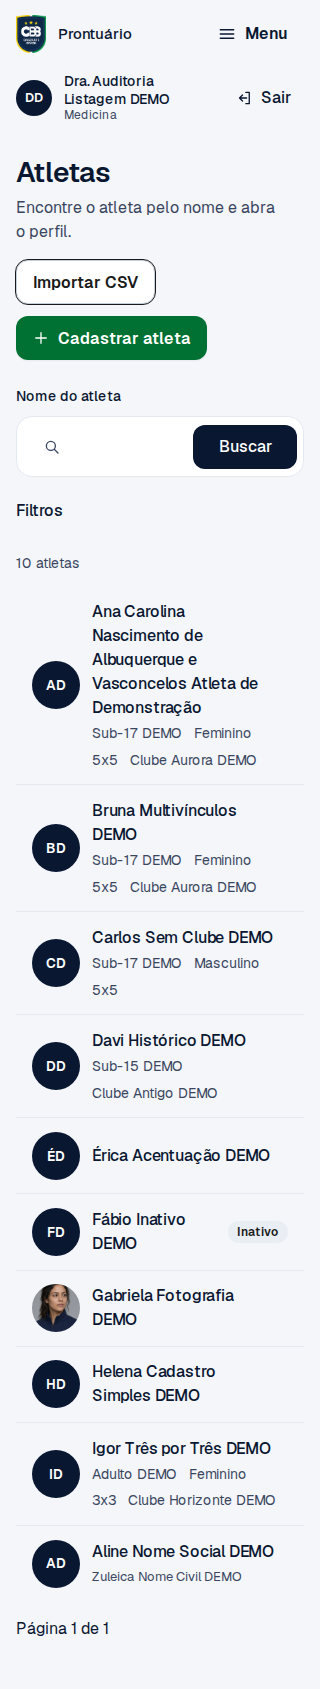 CBB
Prontuário
Menu
DD
Dra. Auditoria
Listagem DEMO
Medicina
Sair
Atletas
Encontre o atleta pelo nome e abra
o perfil.
Importar CSV
Cadastrar atleta
Nome do atleta
Buscar
Filtros
10 atletas
AD
Ana Carolina
Nascimento de
Albuquerque e
Vasconcelos Atleta de
Demonstração
Sub-17 DEMO Feminino
5x5 Clube Aurora DEMO
BD
Bruna Multivínculos
DEMO
Sub-17 DEMO Feminino
5x5 Clube Aurora DEMO
CD
Carlos Sem Clube DEMO
Sub-17 DEMO Masculino
5x5
DD
Davi Histórico DEMO
Sub-15 DEMO
Clube Antigo DEMO
ÉD
Érica Acentuação DEMO
FD
Fábio Inativo
DEMO
Inativo
Gabriela Fotografia
DEMO
HD
Helena Cadastro
Simples DEMO
ID
Igor Três por Três DEMO
Adulto DEMO Feminino
3x3 Clube Horizonte DEMO
AD
Aline Nome Social DEMO
Zuleica Nome Civil DEMO
Página 1 de 1